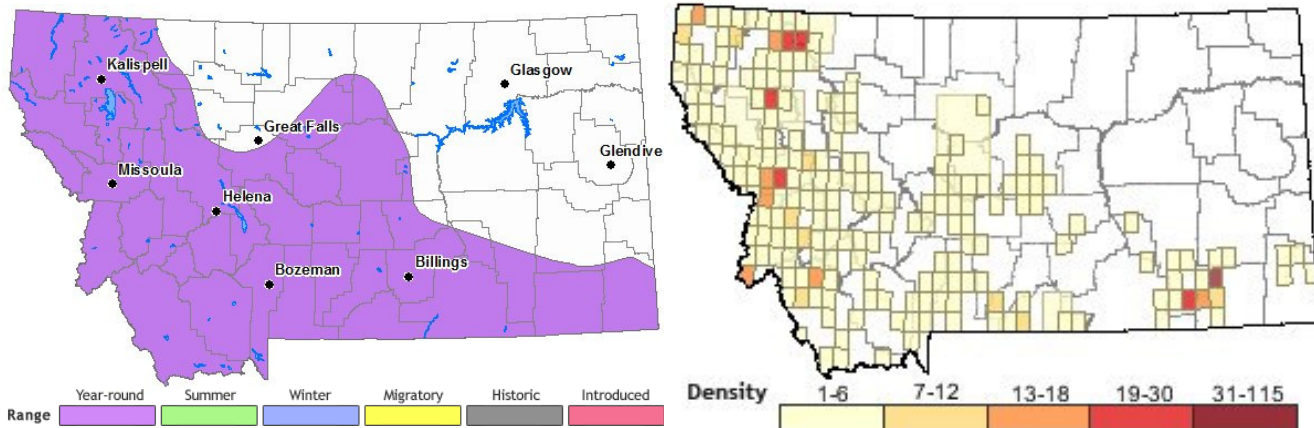 Kalispell
Glasgow
Great Falls
Glendive
Missoula
Helena
Bozeman
Billings
Year-round Summer Winter Migratory Historic Introduced
Range
Density 1-6 7-12 13-18 19-30 31-115